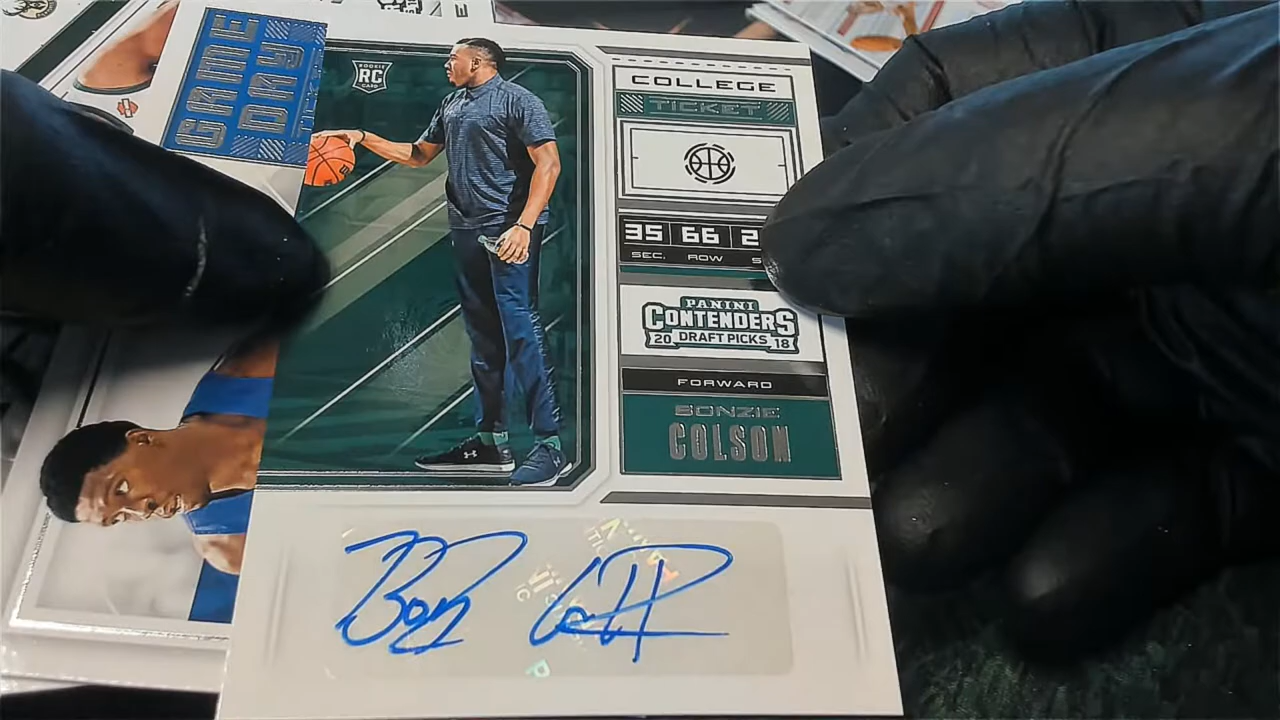 GAME
DAY
ROOKIE
RC
CARD
COLLEGE
TICKET
35 66 2
SEC. ROW S
PANINI
CONTENDERS
20 DRAFT PICKS 18
FORWARD
BONZIE
COLSON